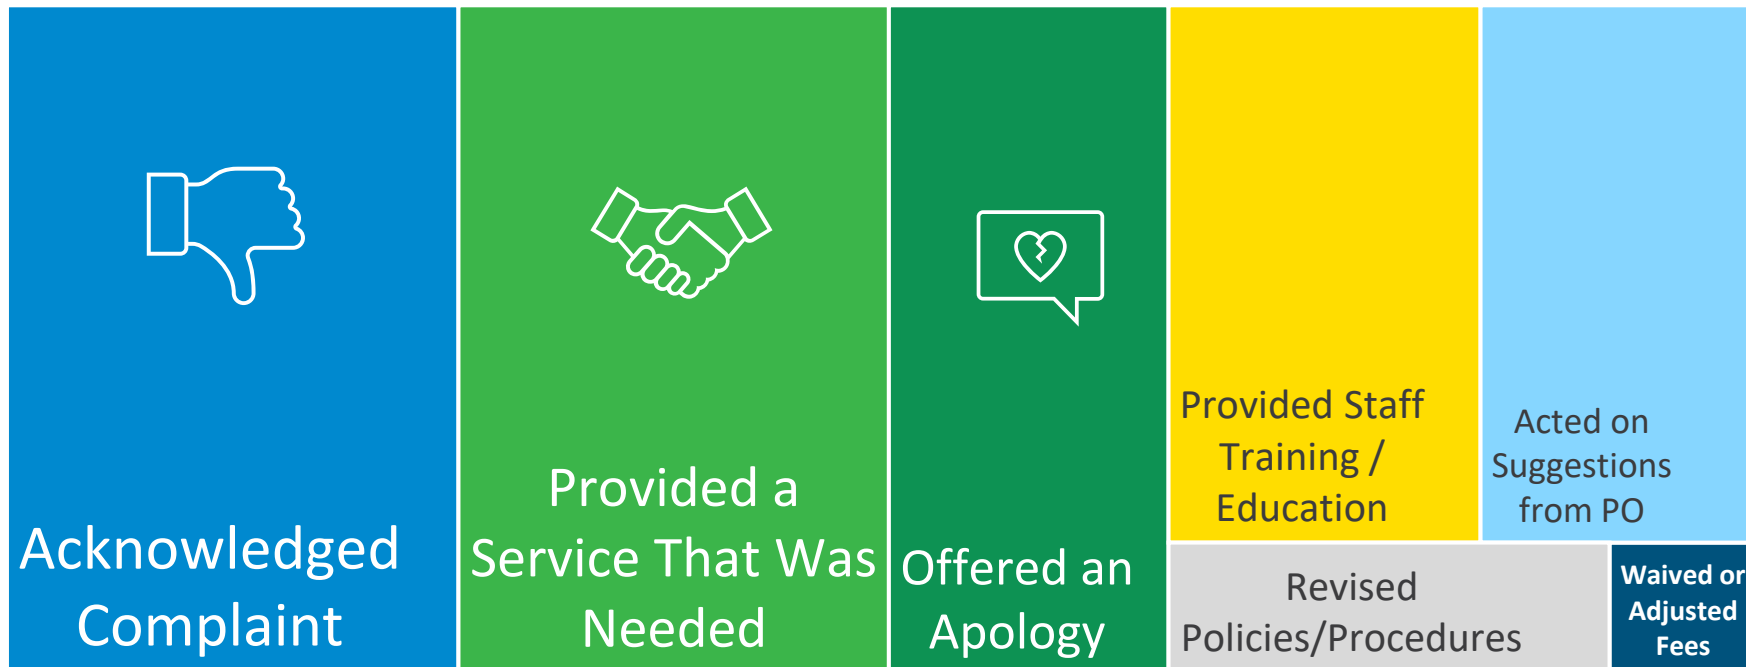 Acknowledged
Complaint
Provided a
Service That Was
Needed
Offered an
Apology
Provided Staff
Training /
Education
Acted on
Suggestions
from PO
Revised
Policies/Procedures
Waived or
Adjusted
Fees